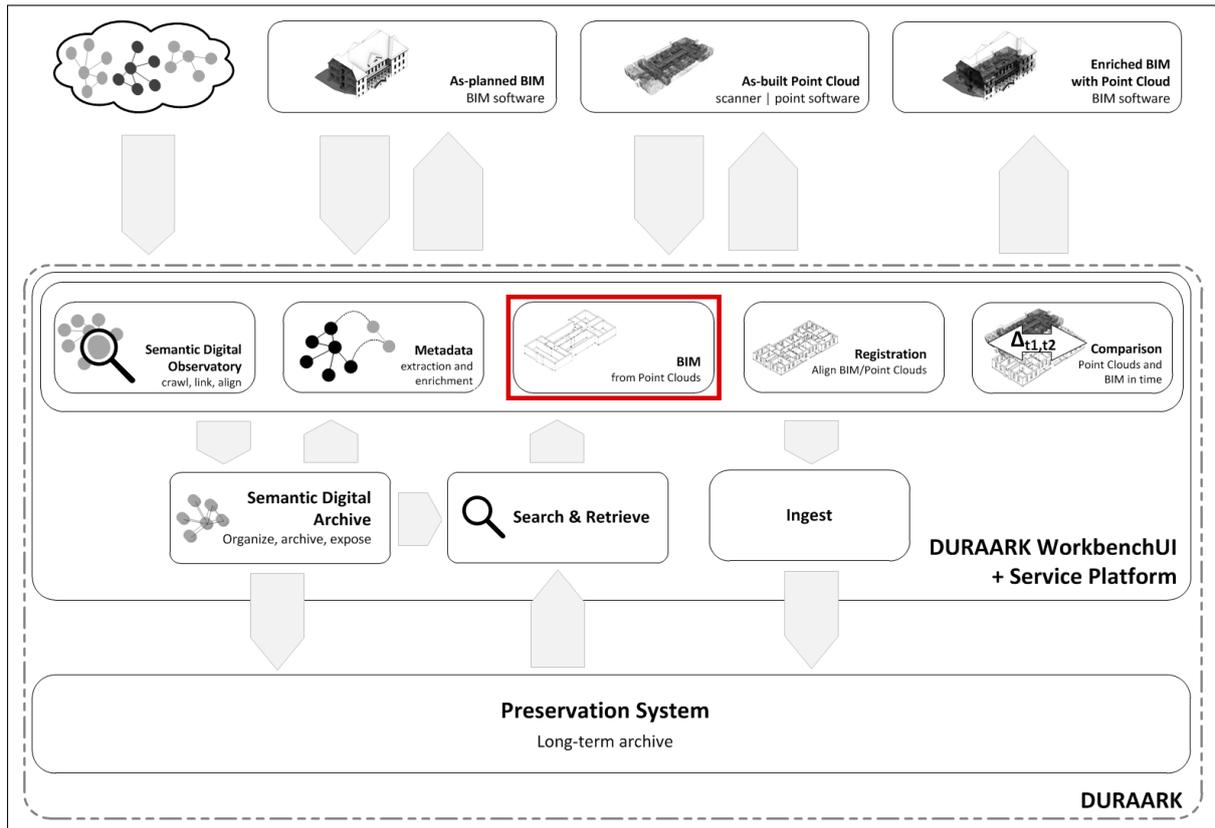 As-planned BIM
BIM software
As-built Point Cloud
scanner | point software
Enriched BIM
with Point Cloud
BIM software
Semantic Digital
Observatory
crawl, link, align
Metadata
extraction and
enrichment
BIM
from Point Clouds
Registration
Align BIM/Point Clouds
Δt1,t2
Comparison
Point Clouds and
BIM in time
Semantic Digital
Archive
Organize, archive, expose
Search & Retrieve
Ingest
DURAARK WorkbenchUI
+ Service Platform
Preservation System
Long-term archive
DURAARK